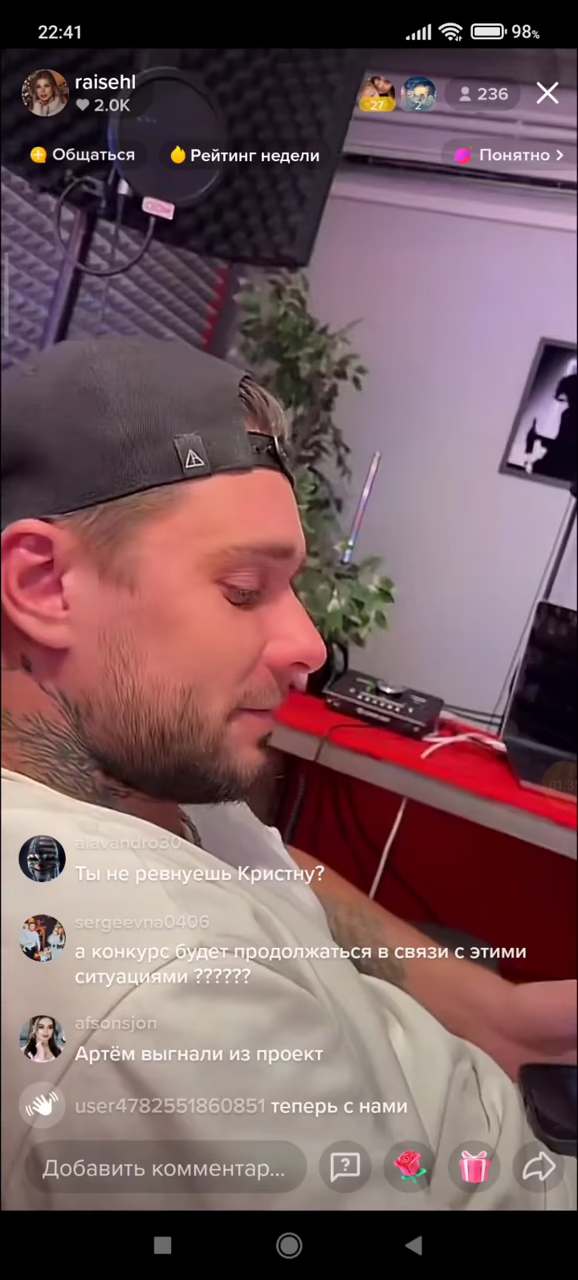 22:41
98%
raisehl
2.0K
27
2
236
Общаться
Рейтинг недели
Понятно
alavandro30
Ты не ревнуешь Кристну?
sergeevna0406
а конкурс будет продолжаться в связи с этими
ситуациями ??????
afsonsjon
Артём выгнали из проект
user4782551860851 теперь с нами
Добавить комментар...